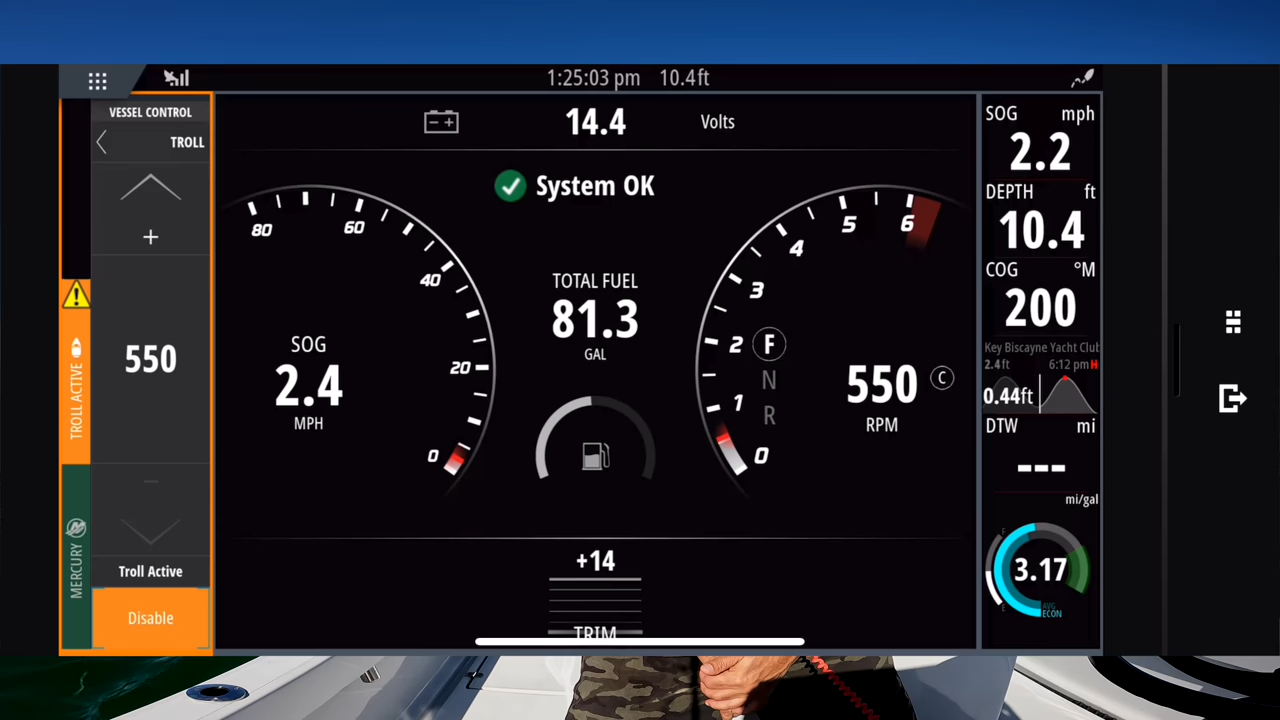 1:25:03 pm 10.4ft
VESSEL CONTROL
TROLL
+
550
−
Troll Active
Disable
TROLL ACTIVE
MERCURY
14.4 Volts
System OK
80
60
40
20
0
SOG
2.4
MPH
TOTAL FUEL
81.3
GAL
6
5
4
3
2
1
0
F
N
R
550 C
RPM
+14
TRIM
SOG mph
2.2
DEPTH ft
10.4
COG °M
200
Key Biscayne Yacht Club
2.4ft 6:12 pm H
0.44ft
DTW mi
---
mi/gal
F
3.17
E
AVG
ECON